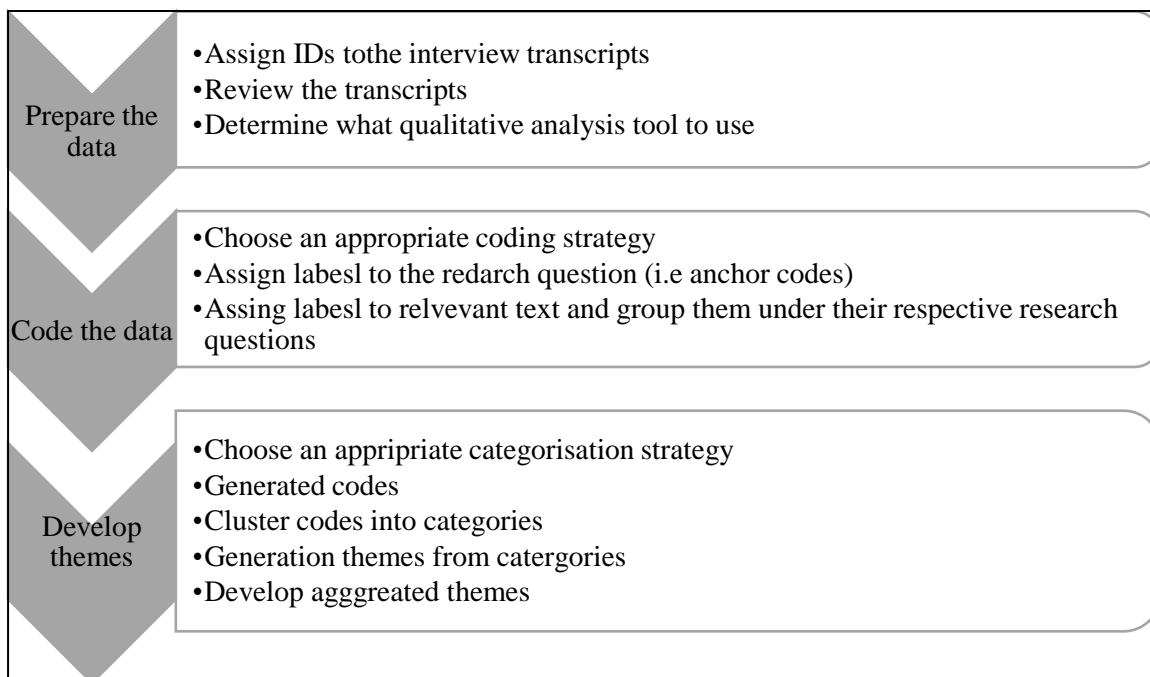 Prepare the
data
•Assign IDs tothe interview transcripts
•Review the transcripts
•Determine what qualitative analysis tool to use
Code the data
•Choose an appropriate coding strategy
•Assign labesl to the redarch question (i.e anchor codes)
•Assing labesl to relvevant text and group them under their respective research
questions
Develop
themes
•Choose an appripriate categorisation strategy
•Generated codes
•Cluster codes into categories
•Generation themes from catergories
•Develop agggreated themes